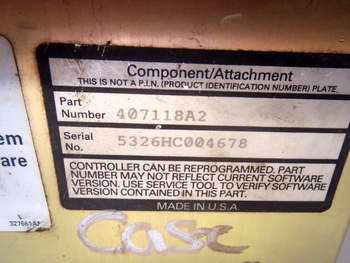 Component/Attachment
THIS IS NOT A P.I.N. (PRODUCT IDENTIFICATION NUMBER) PLATE
Part
Number 407118A2
Serial
No. 5326HC004678
CONTROLLER CAN BE REPROGRAMMED. PART
NUMBER MAY NOT REFLECT CURRENT SOFTWARE
VERSION. USE SERVICE TOOL TO VERIFY SOFTWARE
VERSION CONTAINED IN THIS PART.
MADE IN U.S.A.
em
ware
Case